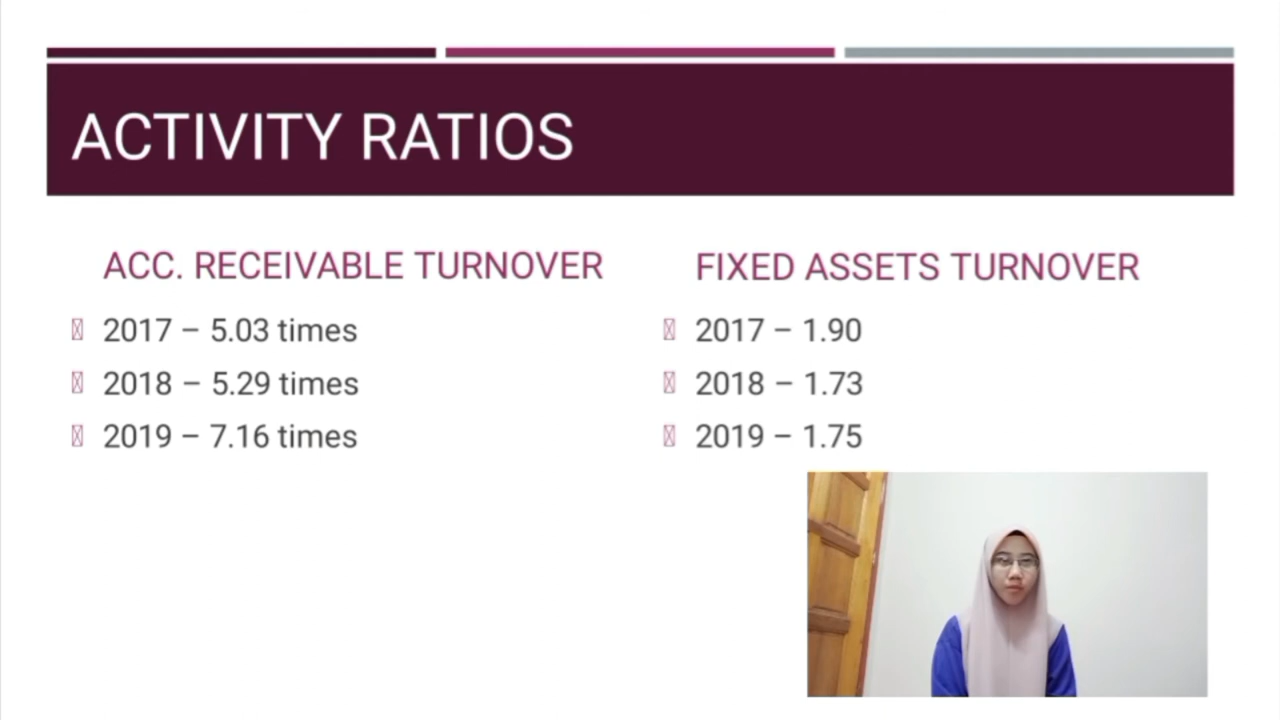 ACTIVITY RATIOS
ACC. RECEIVABLE TURNOVER
2017 – 5.03 times
2018 – 5.29 times
2019 – 7.16 times
FIXED ASSETS TURNOVER
2017 – 1.90
2018 – 1.73
2019 – 1.75